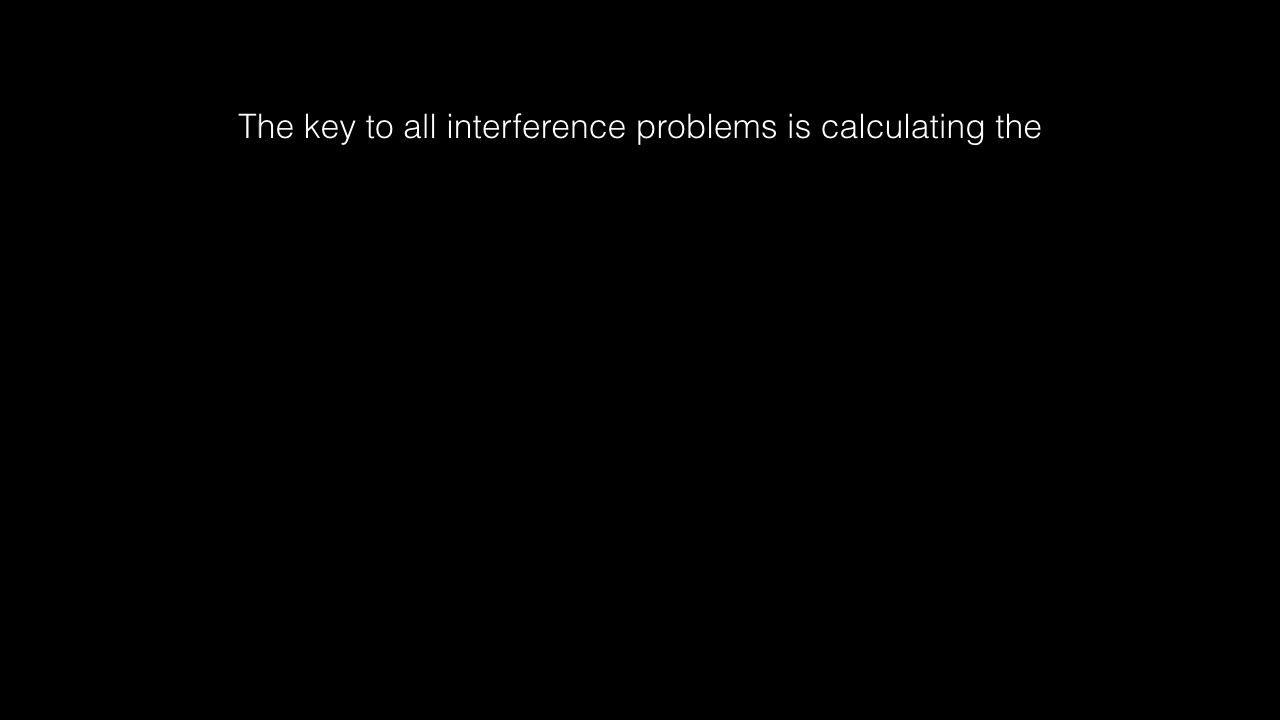 The key to all interference problems is calculating the